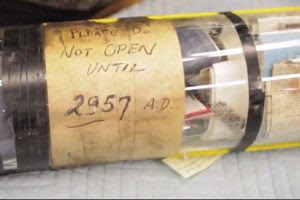 PLEASE DO
NOT OPEN
UNTIL
2957 A.D.